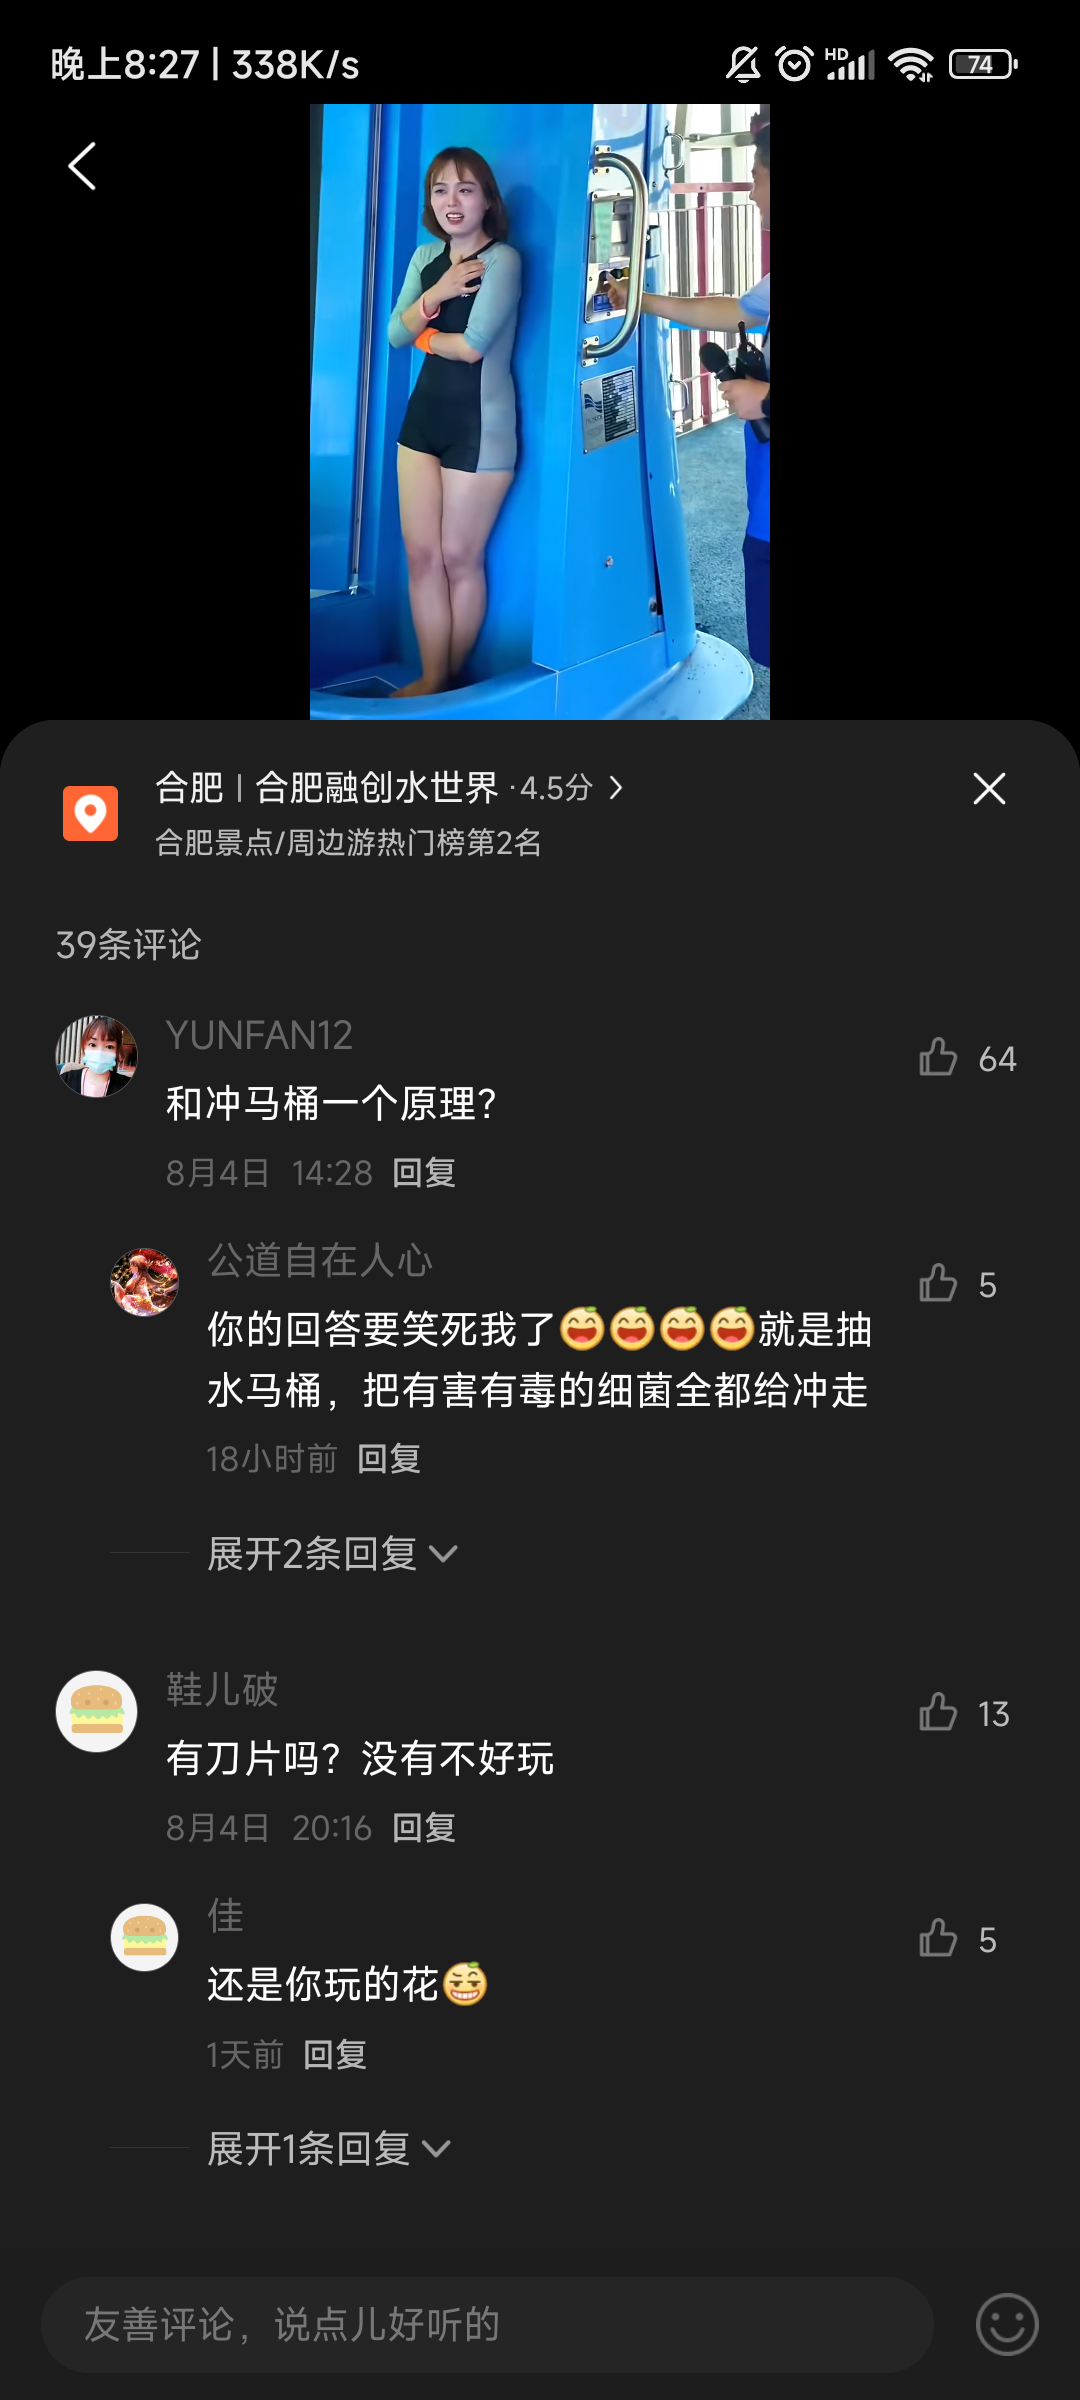 晚上8:27 | 338K/s
HD
74
合肥 | 合肥融创水世界 ·4.5分
合肥景点/周边游热门榜第2名
39条评论
YUNFAN12
64
和冲马桶一个原理？
8月4日 14:28 回复
公道自在人心
5
你的回答要笑死我了😄😄😄😄就是抽
水马桶，把有害有毒的细菌全都给冲走
18小时前 回复
展开2条回复
鞋儿破
13
有刀片吗？没有不好玩
8月4日 20:16 回复
佳
5
还是你玩的花😁
1天前 回复
展开1条回复
友善评论，说点儿好听的